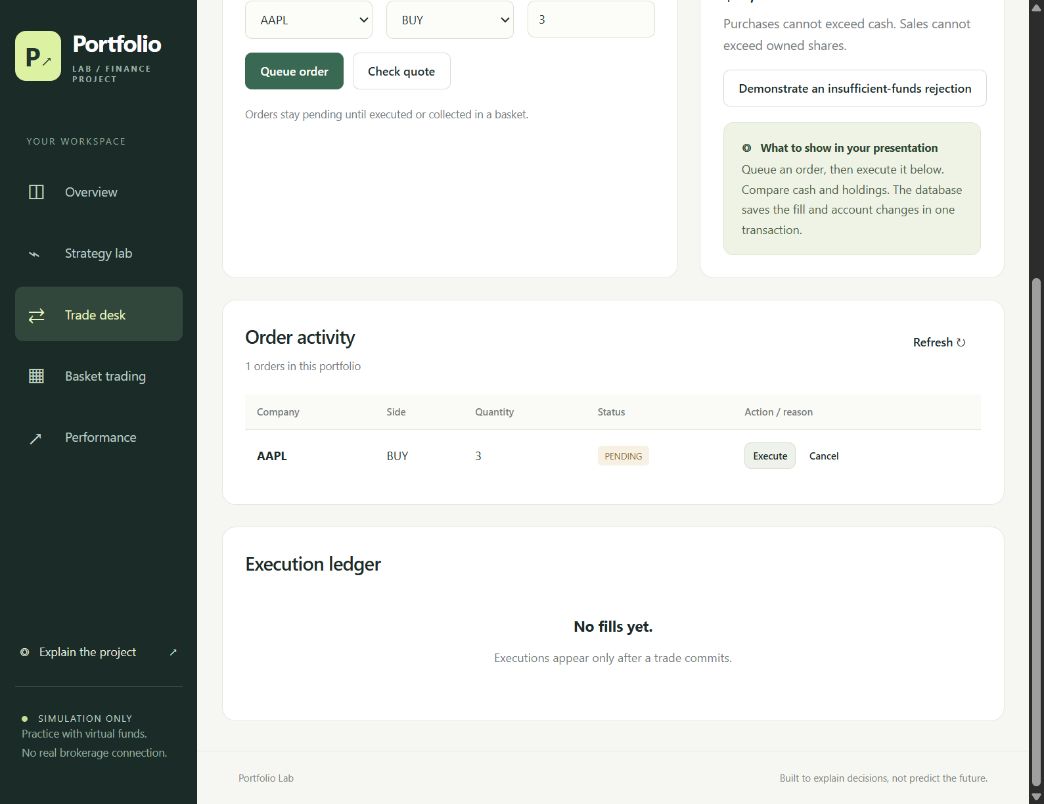 P
Portfolio
LAB / FINANCE
PROJECT
YOUR WORKSPACE
Overview
Strategy lab
Trade desk
Basket trading
Performance
Explain the project
SIMULATION ONLY
Practice with virtual funds.
No real brokerage connection.
AAPL
BUY
3
Queue order
Check quote
Orders stay pending until executed or collected in a basket.
Purchases cannot exceed cash. Sales cannot
exceed owned shares.
Demonstrate an insufficient-funds rejection
What to show in your presentation
Queue an order, then execute it below.
Compare cash and holdings. The database
saves the fill and account changes in one
transaction.
Order activity
Refresh ↻
1 orders in this portfolio
Company Side Quantity Status Action / reason
AAPL BUY 3 PENDING Execute Cancel
Execution ledger
No fills yet.
Executions appear only after a trade commits.
Portfolio Lab
Built to explain decisions, not predict the future.